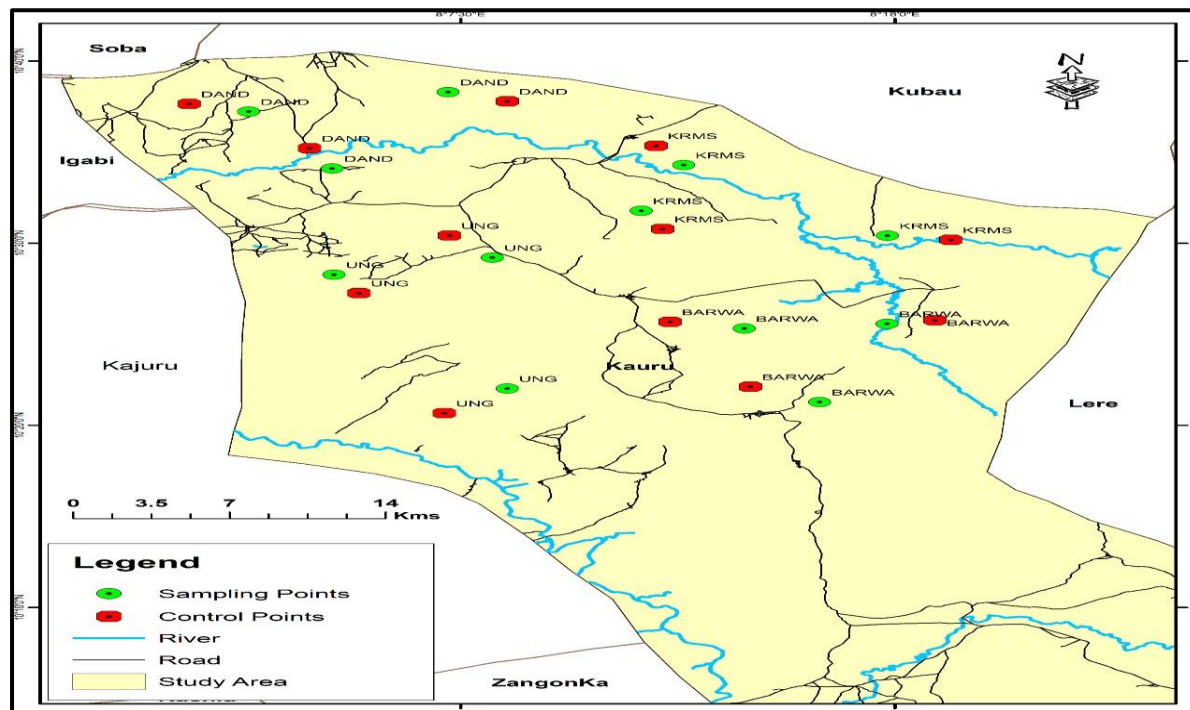 8°7'30"E
8°15'0"E
Soba
N
Kubau
DAND
DAND
DAND
DAND
DAND
DAND
KRMS
KRMS
Igabi
KRMS
KRMS
KRMS
KRMS
UNG
UNG
UNG
UNG
BARWA
BARWA
BARWA
BARWA
Kajuru
Kauru
BARWA
BARWA
UNG
UNG
Lere
0 3.5 7 14
Kms
Legend
Sampling Points
Control Points
River
Road
Study Area
ZangonKa